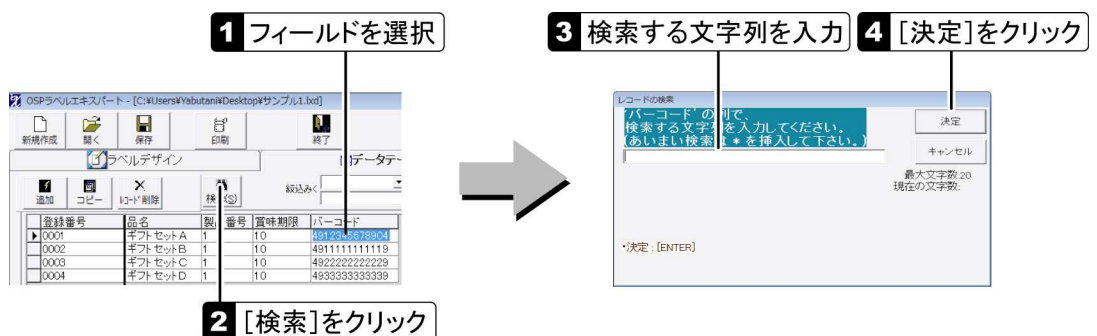 1 フィールドを選択
3 検索する文字列を入力
4 [決定]をクリック
OSPラベルエキスパート - [C:¥Users¥Yabutani¥Desktop¥サンプル1.lxd]
新規作成 開く 保存 印刷 終了
ラベルデザイン データテー
追加 コピー レコード削除 検 (S) 絞込み
登録番号 品名 製 番号 賞味期限 バーコード
0001 ギフトセットA 1 10 4912345678904
0002 ギフトセットB 1 10 4911111111119
0003 ギフトセットC 1 10 4922222222229
0004 ギフトセットD 1 10 4933333333339
2 [検索]をクリック
レコードの検索
'バーコード' の列で、
検索する文字列を入力してください。
(あいまい検索は * を挿入して下さい。)
決定
キャンセル
最大文字数:20
現在の文字数:
・決定 : [ENTER]